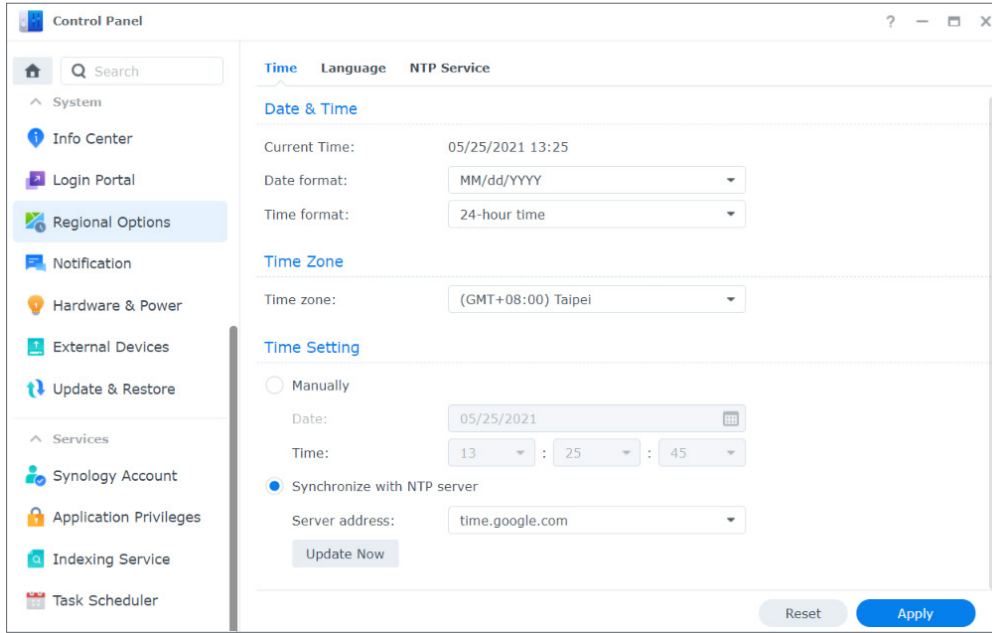 Control Panel
?
Search
System
Info Center
Login Portal
Regional Options
Notification
Hardware & Power
External Devices
Update & Restore
Services
Synology Account
Application Privileges
Indexing Service
Task Scheduler
Time Language NTP Service
Date & Time
Current Time: 05/25/2021 13:25
Date format: MM/dd/YYYY
Time format: 24-hour time
Time Zone
Time zone: (GMT+08:00) Taipei
Time Setting
Manually
Date: 05/25/2021
Time: 13 : 25 : 45
Synchronize with NTP server
Server address: time.google.com
Update Now
Reset Apply